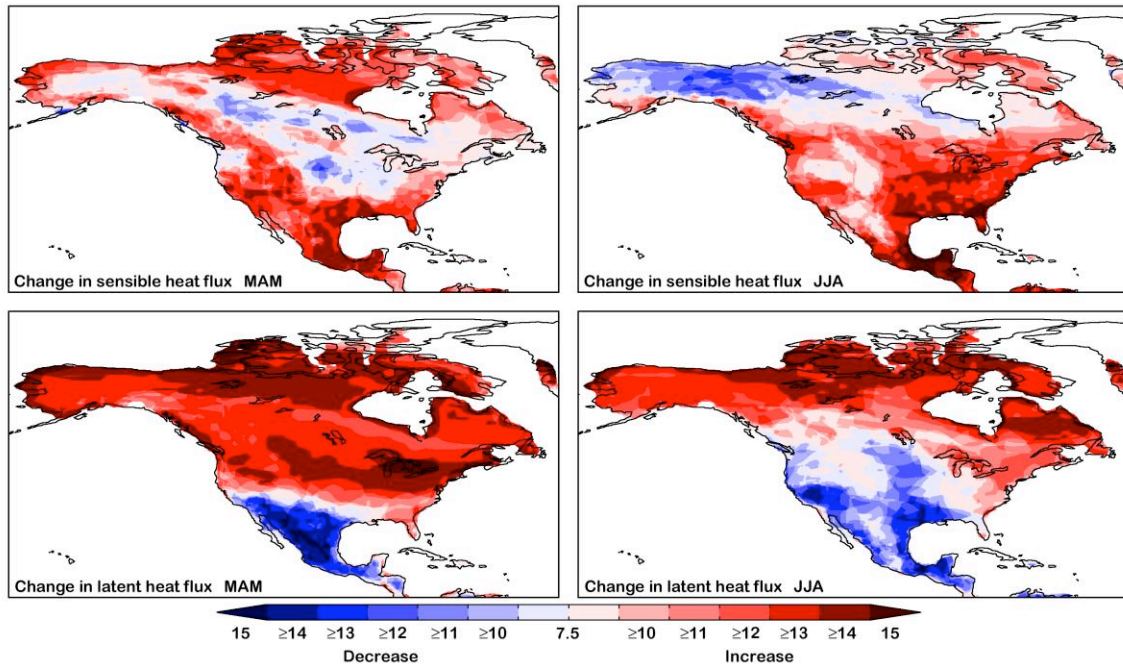 Change in sensible heat flux MAM
Change in sensible heat flux JJA
Change in latent heat flux MAM
Change in latent heat flux JJA
15 ≥14 ≥13 ≥12 ≥11 ≥10 7.5 ≥10 ≥11 ≥12 ≥13 ≥14 15
Decrease Increase